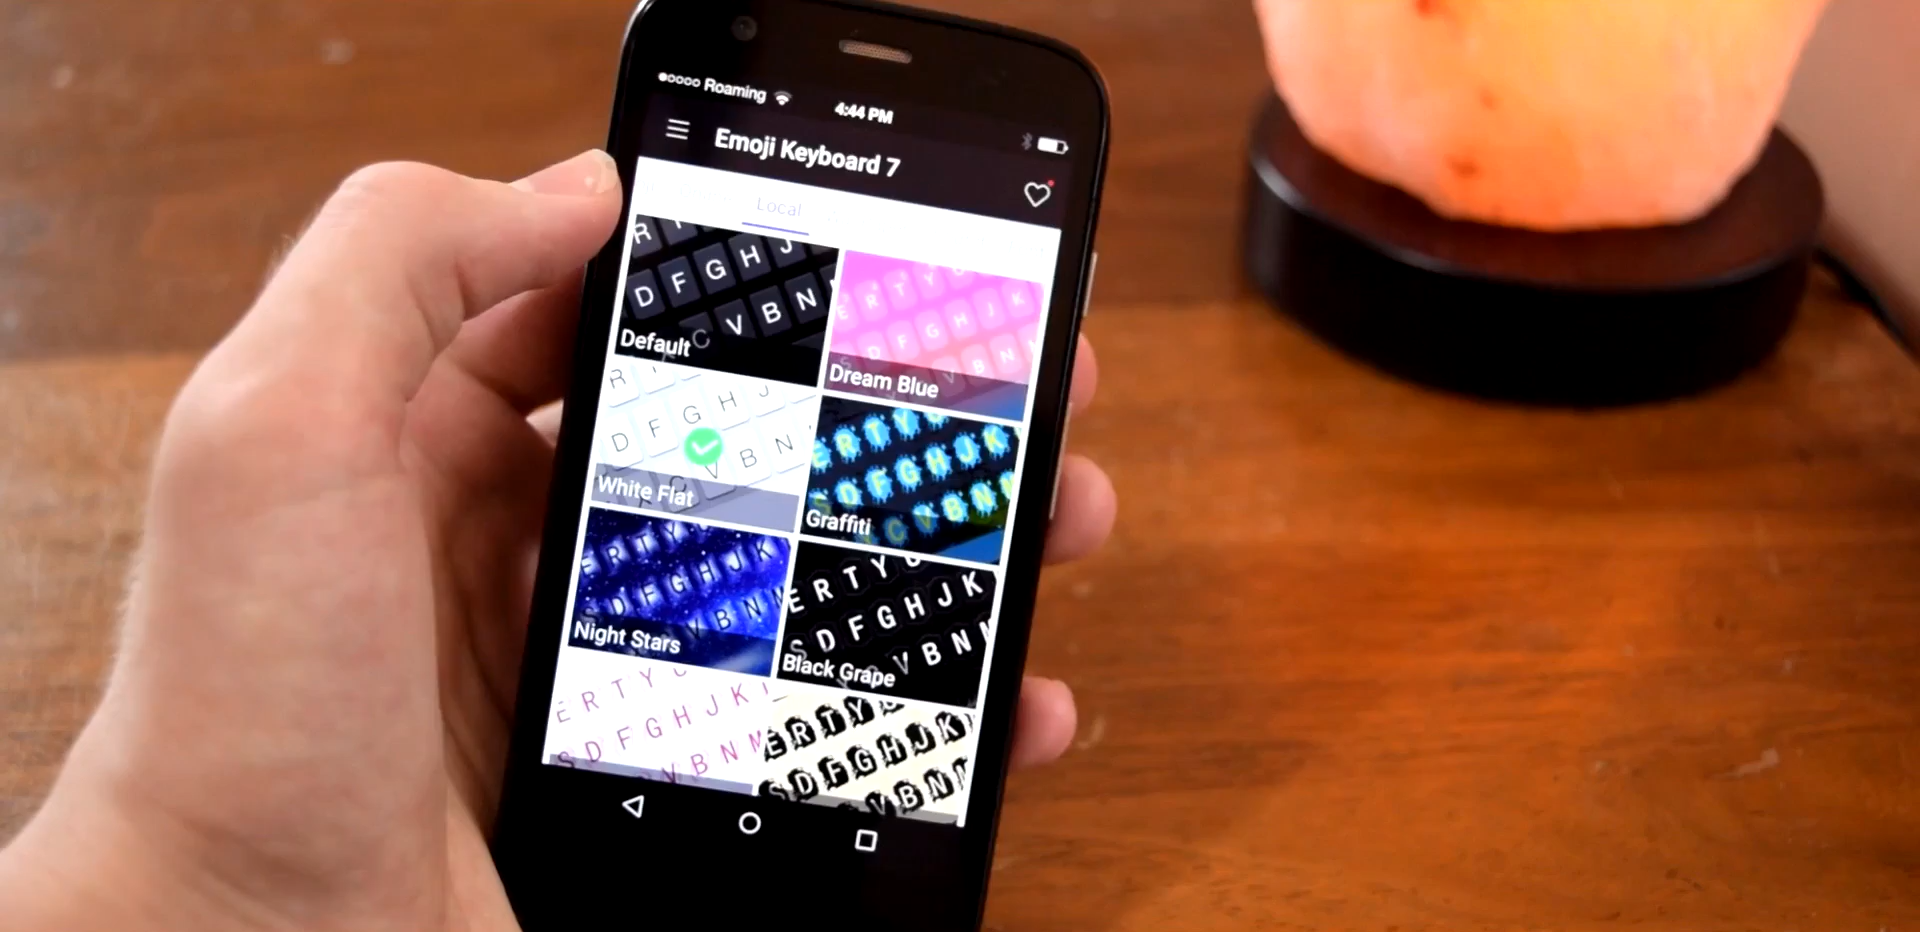 Roaming
4:44 PM
Emoji Keyboard 7
Local
R T
D F G H J
C V B N
Default
E R T Y
D F G H J K
S V B N
Dream Blue
R
D F G H J
V B N
White Flat
E R T Y
S D F G H J K
C V B N
Graffiti
E R T Y
S D F G H J K
V B N
Night Stars
E R T Y
S D F G H J K
V B N
Black Grape
E R T Y
S D F G H J K
V B N M
E R T Y
S D F G H J K
V B N